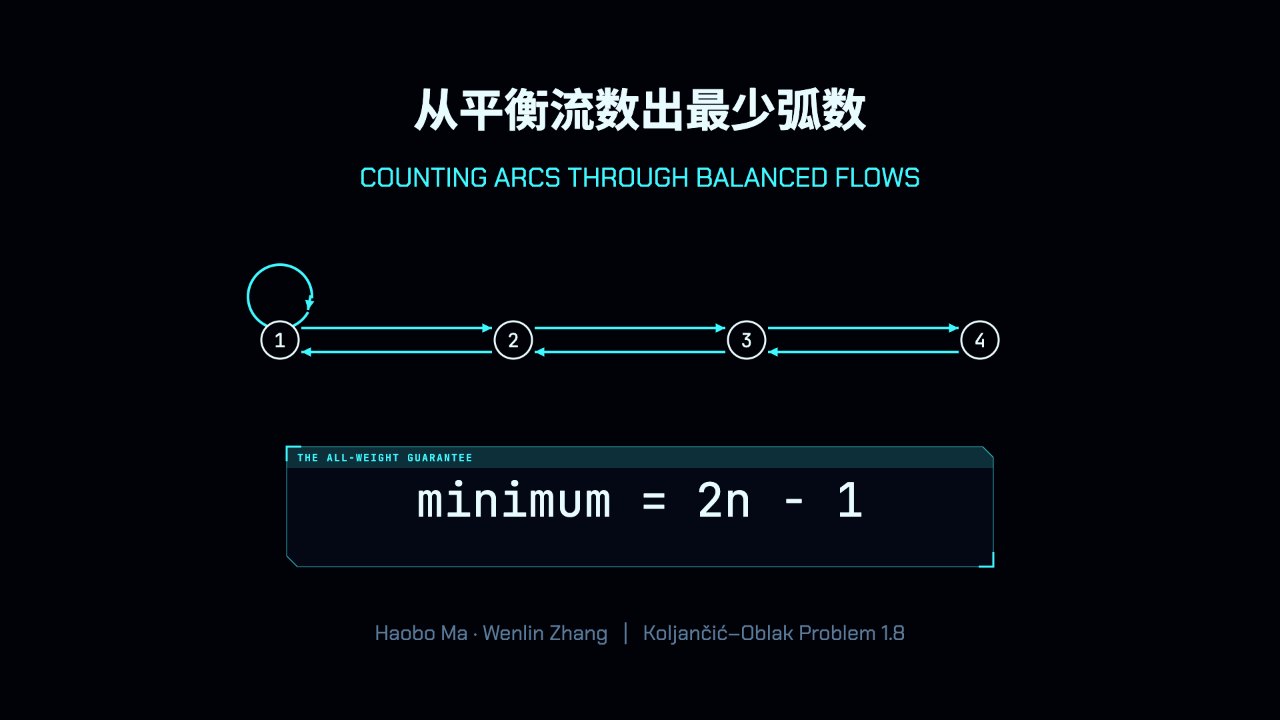 从平衡流数出最少弧数
COUNTING ARCS THROUGH BALANCED FLOWS
1 2 3 4
THE ALL-WEIGHT GUARANTEE
minimum = 2n - 1
Haobo Ma · Wenlin Zhang | Koljančić–Oblak Problem 1.8